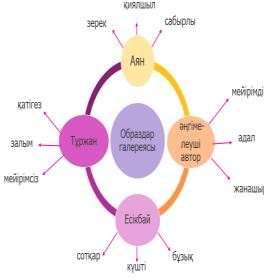 қиялшыл
зерек
сабырлы
Аян
мейірімді
әңгіме-
леуші
автор
адал
жанашыр
Образдар
галереясы
қатігез
залым
мейірімсіз
Тұржан
Есікбай
сотқар
күшті
бұзық